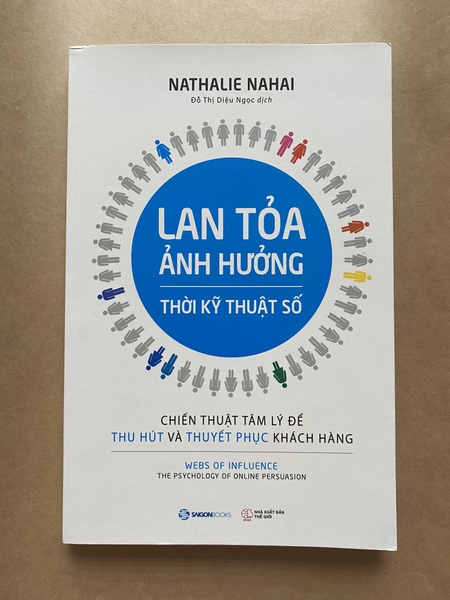 NATHALIE NAHAI
Đỗ Thị Diệu Ngọc dịch
LAN TỎA
ẢNH HƯỞNG
THỜI KỸ THUẬT SỐ
CHIẾN THUẬT TÂM LÝ ĐỂ
THU HÚT VÀ THUYẾT PHỤC KHÁCH HÀNG
WEBS OF INFLUENCE
THE PSYCHOLOGY OF ONLINE PERSUASION
SAIGONBOOKS
NHÀ XUẤT BẢN
THẾ GIỚI